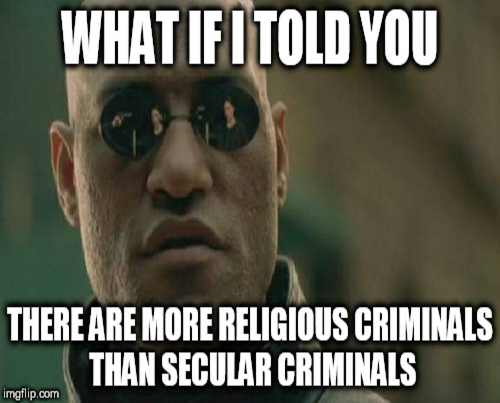 WHAT IF I TOLD YOU
THERE ARE MORE RELIGIOUS CRIMINALS
THAN SECULAR CRIMINALS
imgflip.com